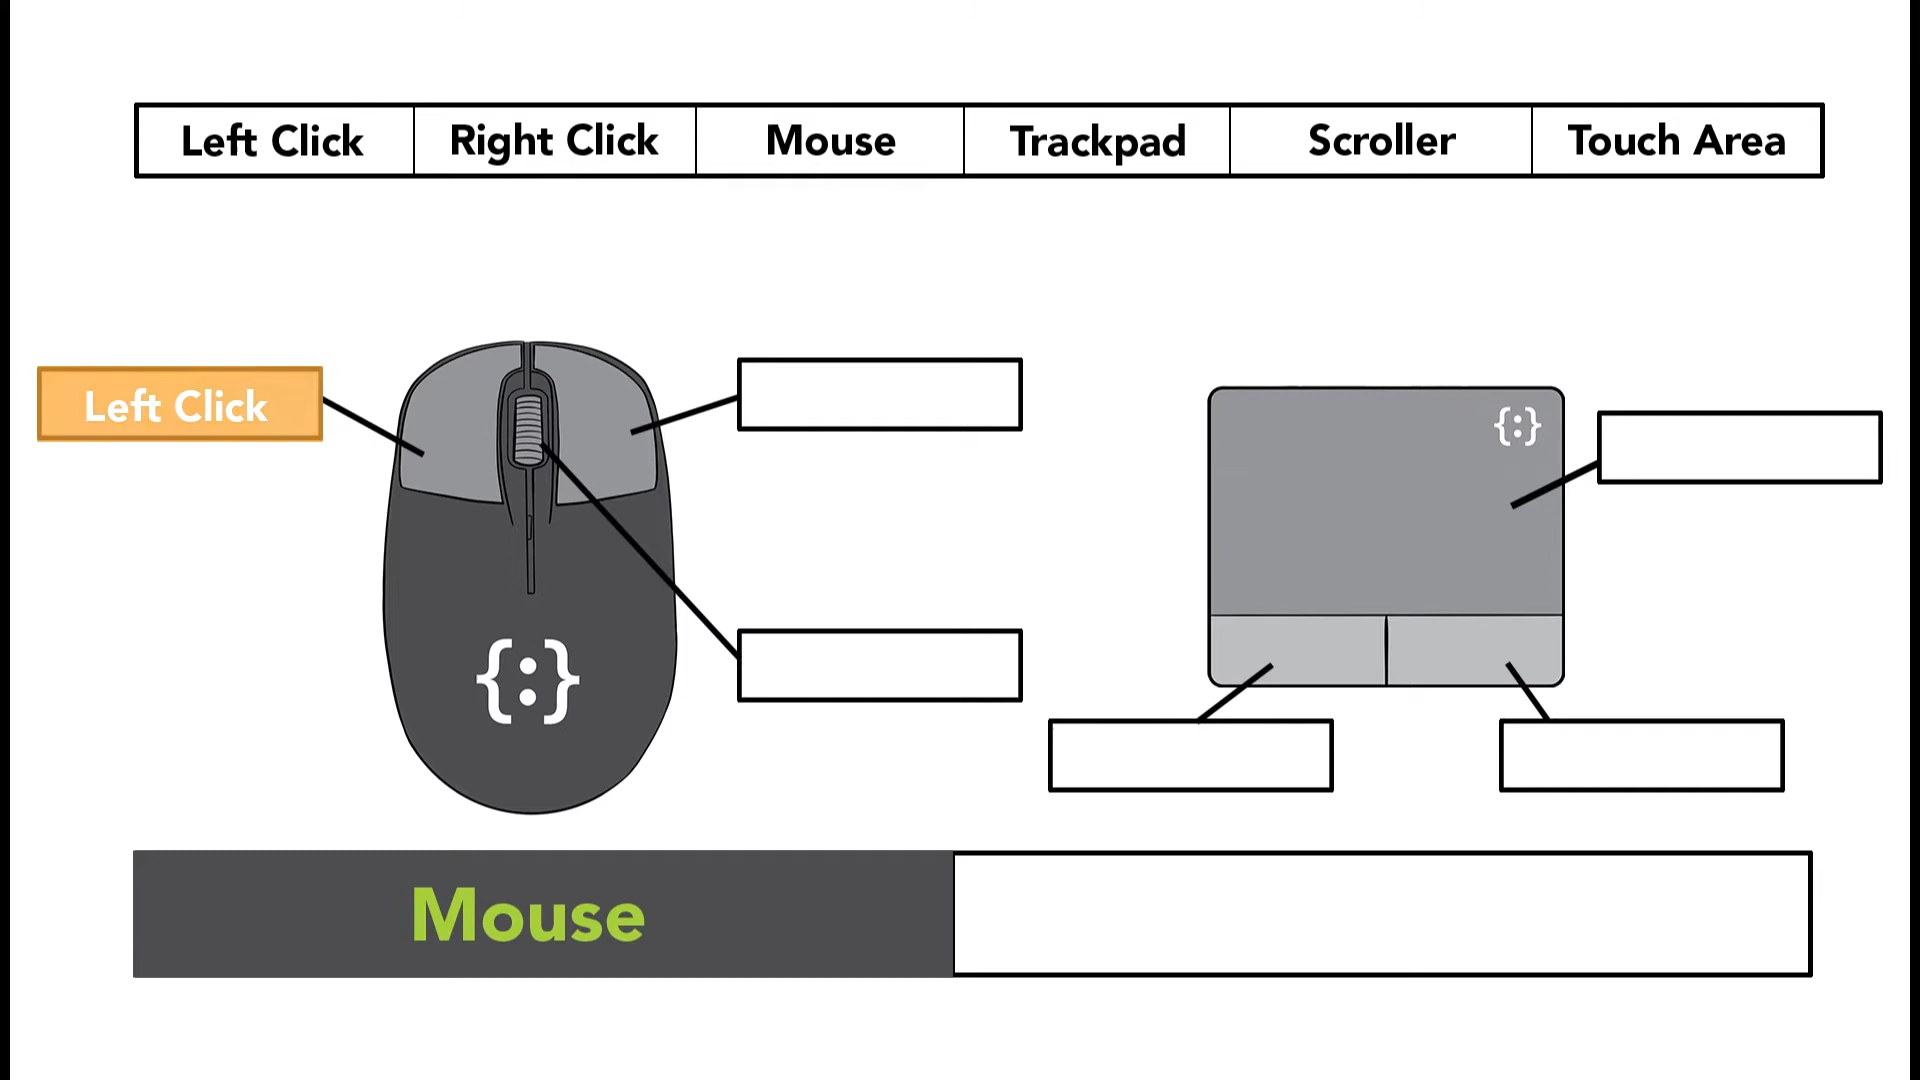 Left Click Right Click Mouse Trackpad Scroller Touch Area
Left Click
{:}
{:}
Mouse